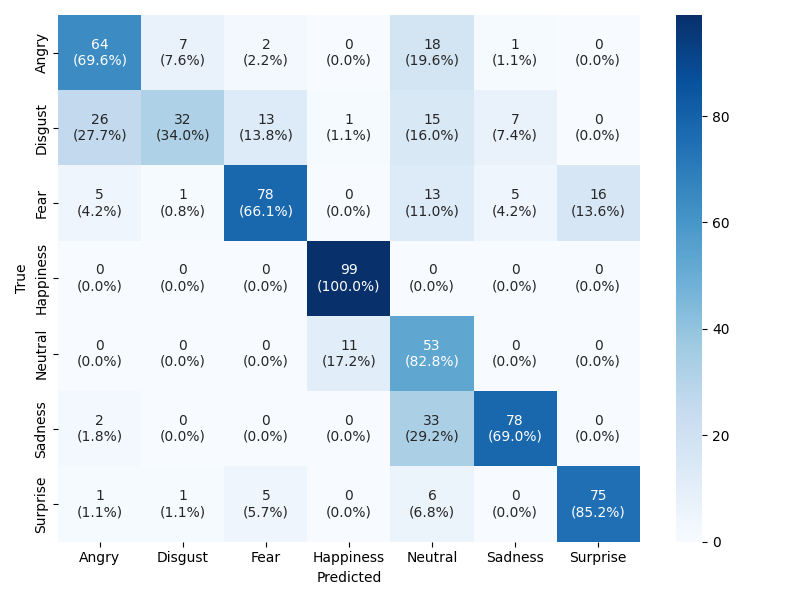 Angry 64 7 2 0 18 1 0
(69.6%) (7.6%) (2.2%) (0.0%) (19.6%) (1.1%) (0.0%)
Disgust 26 32 13 1 15 7 0
(27.7%) (34.0%) (13.8%) (1.1%) (16.0%) (7.4%) (0.0%)
Fear 5 1 78 0 13 5 16
(4.2%) (0.8%) (66.1%) (0.0%) (11.0%) (4.2%) (13.6%)
True
Happiness 0 0 0 99 0 0 0
(0.0%) (0.0%) (0.0%) (100.0%) (0.0%) (0.0%) (0.0%)
Neutral 0 0 0 11 53 0 0
(0.0%) (0.0%) (0.0%) (17.2%) (82.8%) (0.0%) (0.0%)
Sadness 2 0 0 0 33 78 0
(1.8%) (0.0%) (0.0%) (0.0%) (29.2%) (69.0%) (0.0%)
Surprise 1 1 5 0 6 0 75
(1.1%) (1.1%) (5.7%) (0.0%) (6.8%) (0.0%) (85.2%)
Angry Disgust Fear Happiness Neutral Sadness Surprise
Predicted
80
60
40
20
0